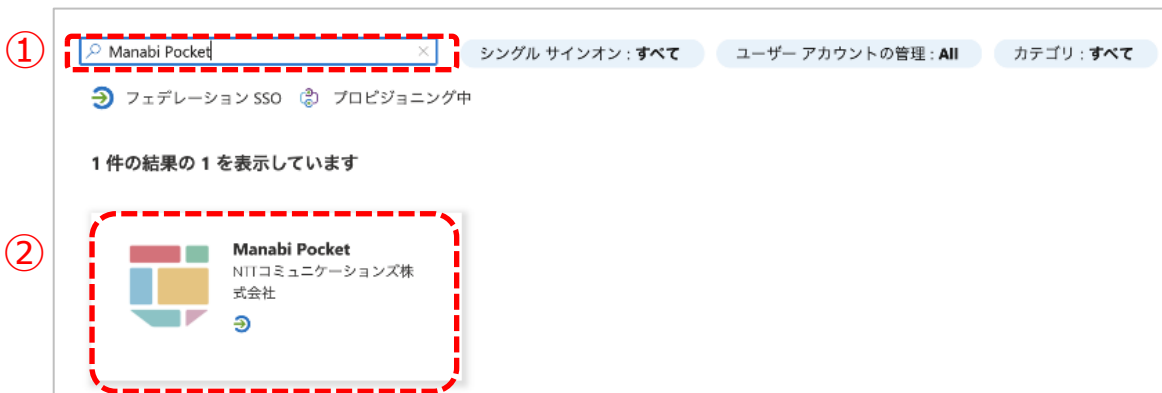 ①
Manabi Pocket
シングル サインオン : すべて
ユーザー アカウントの管理 : All
カテゴリ : すべて
フェデレーション SSO
プロビジョニング中
1 件の結果の 1 を表示しています
②
Manabi Pocket
NTTコミュニケーションズ株
式会社